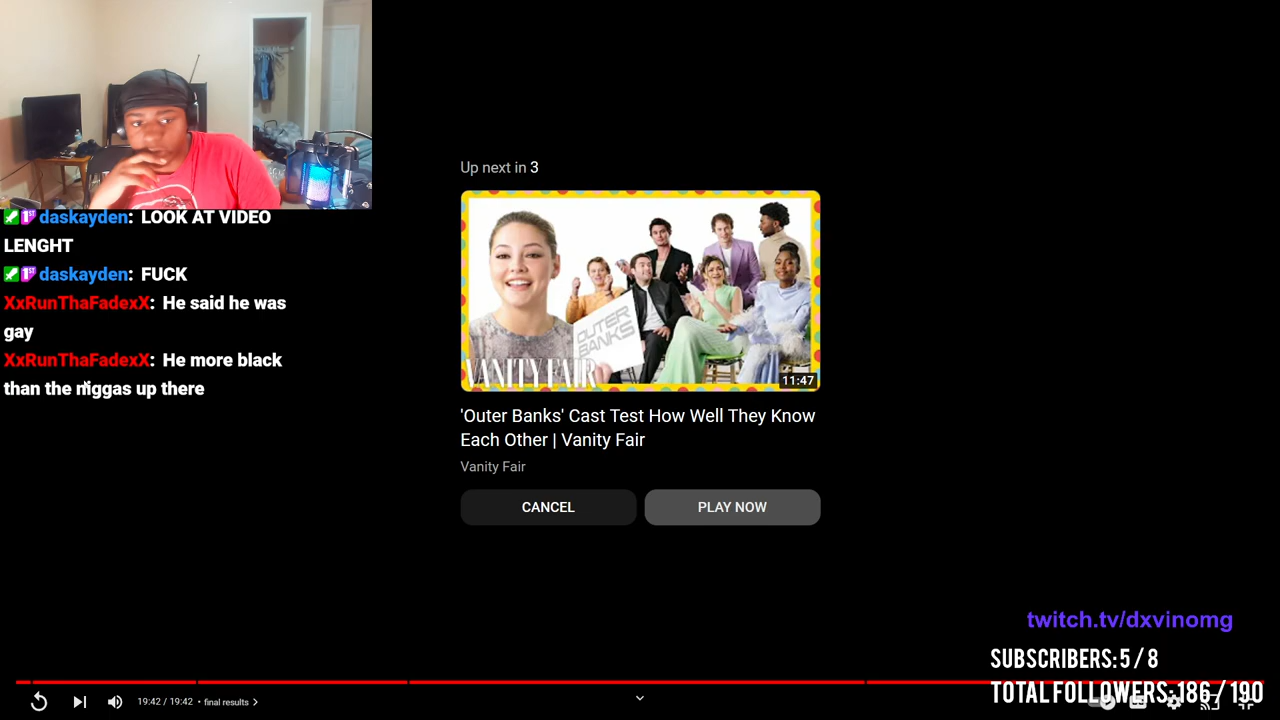 daskayden: LOOK AT VIDEO
LENGHT
daskayden: FUCK
XxRunThaFadexX: He said he was
gay
XxRunThaFadexX: He more black
than the niggas up there
Up next in 3
OUTER
BANKS
VANITY FAIR
11:47
'Outer Banks' Cast Test How Well They Know
Each Other | Vanity Fair
Vanity Fair
CANCEL
PLAY NOW
twitch.tv/dxvinomg
SUBSCRIBERS: 5 / 8
TOTAL FOLLOWERS: 186 / 190
19:42 / 19:42 • final results >